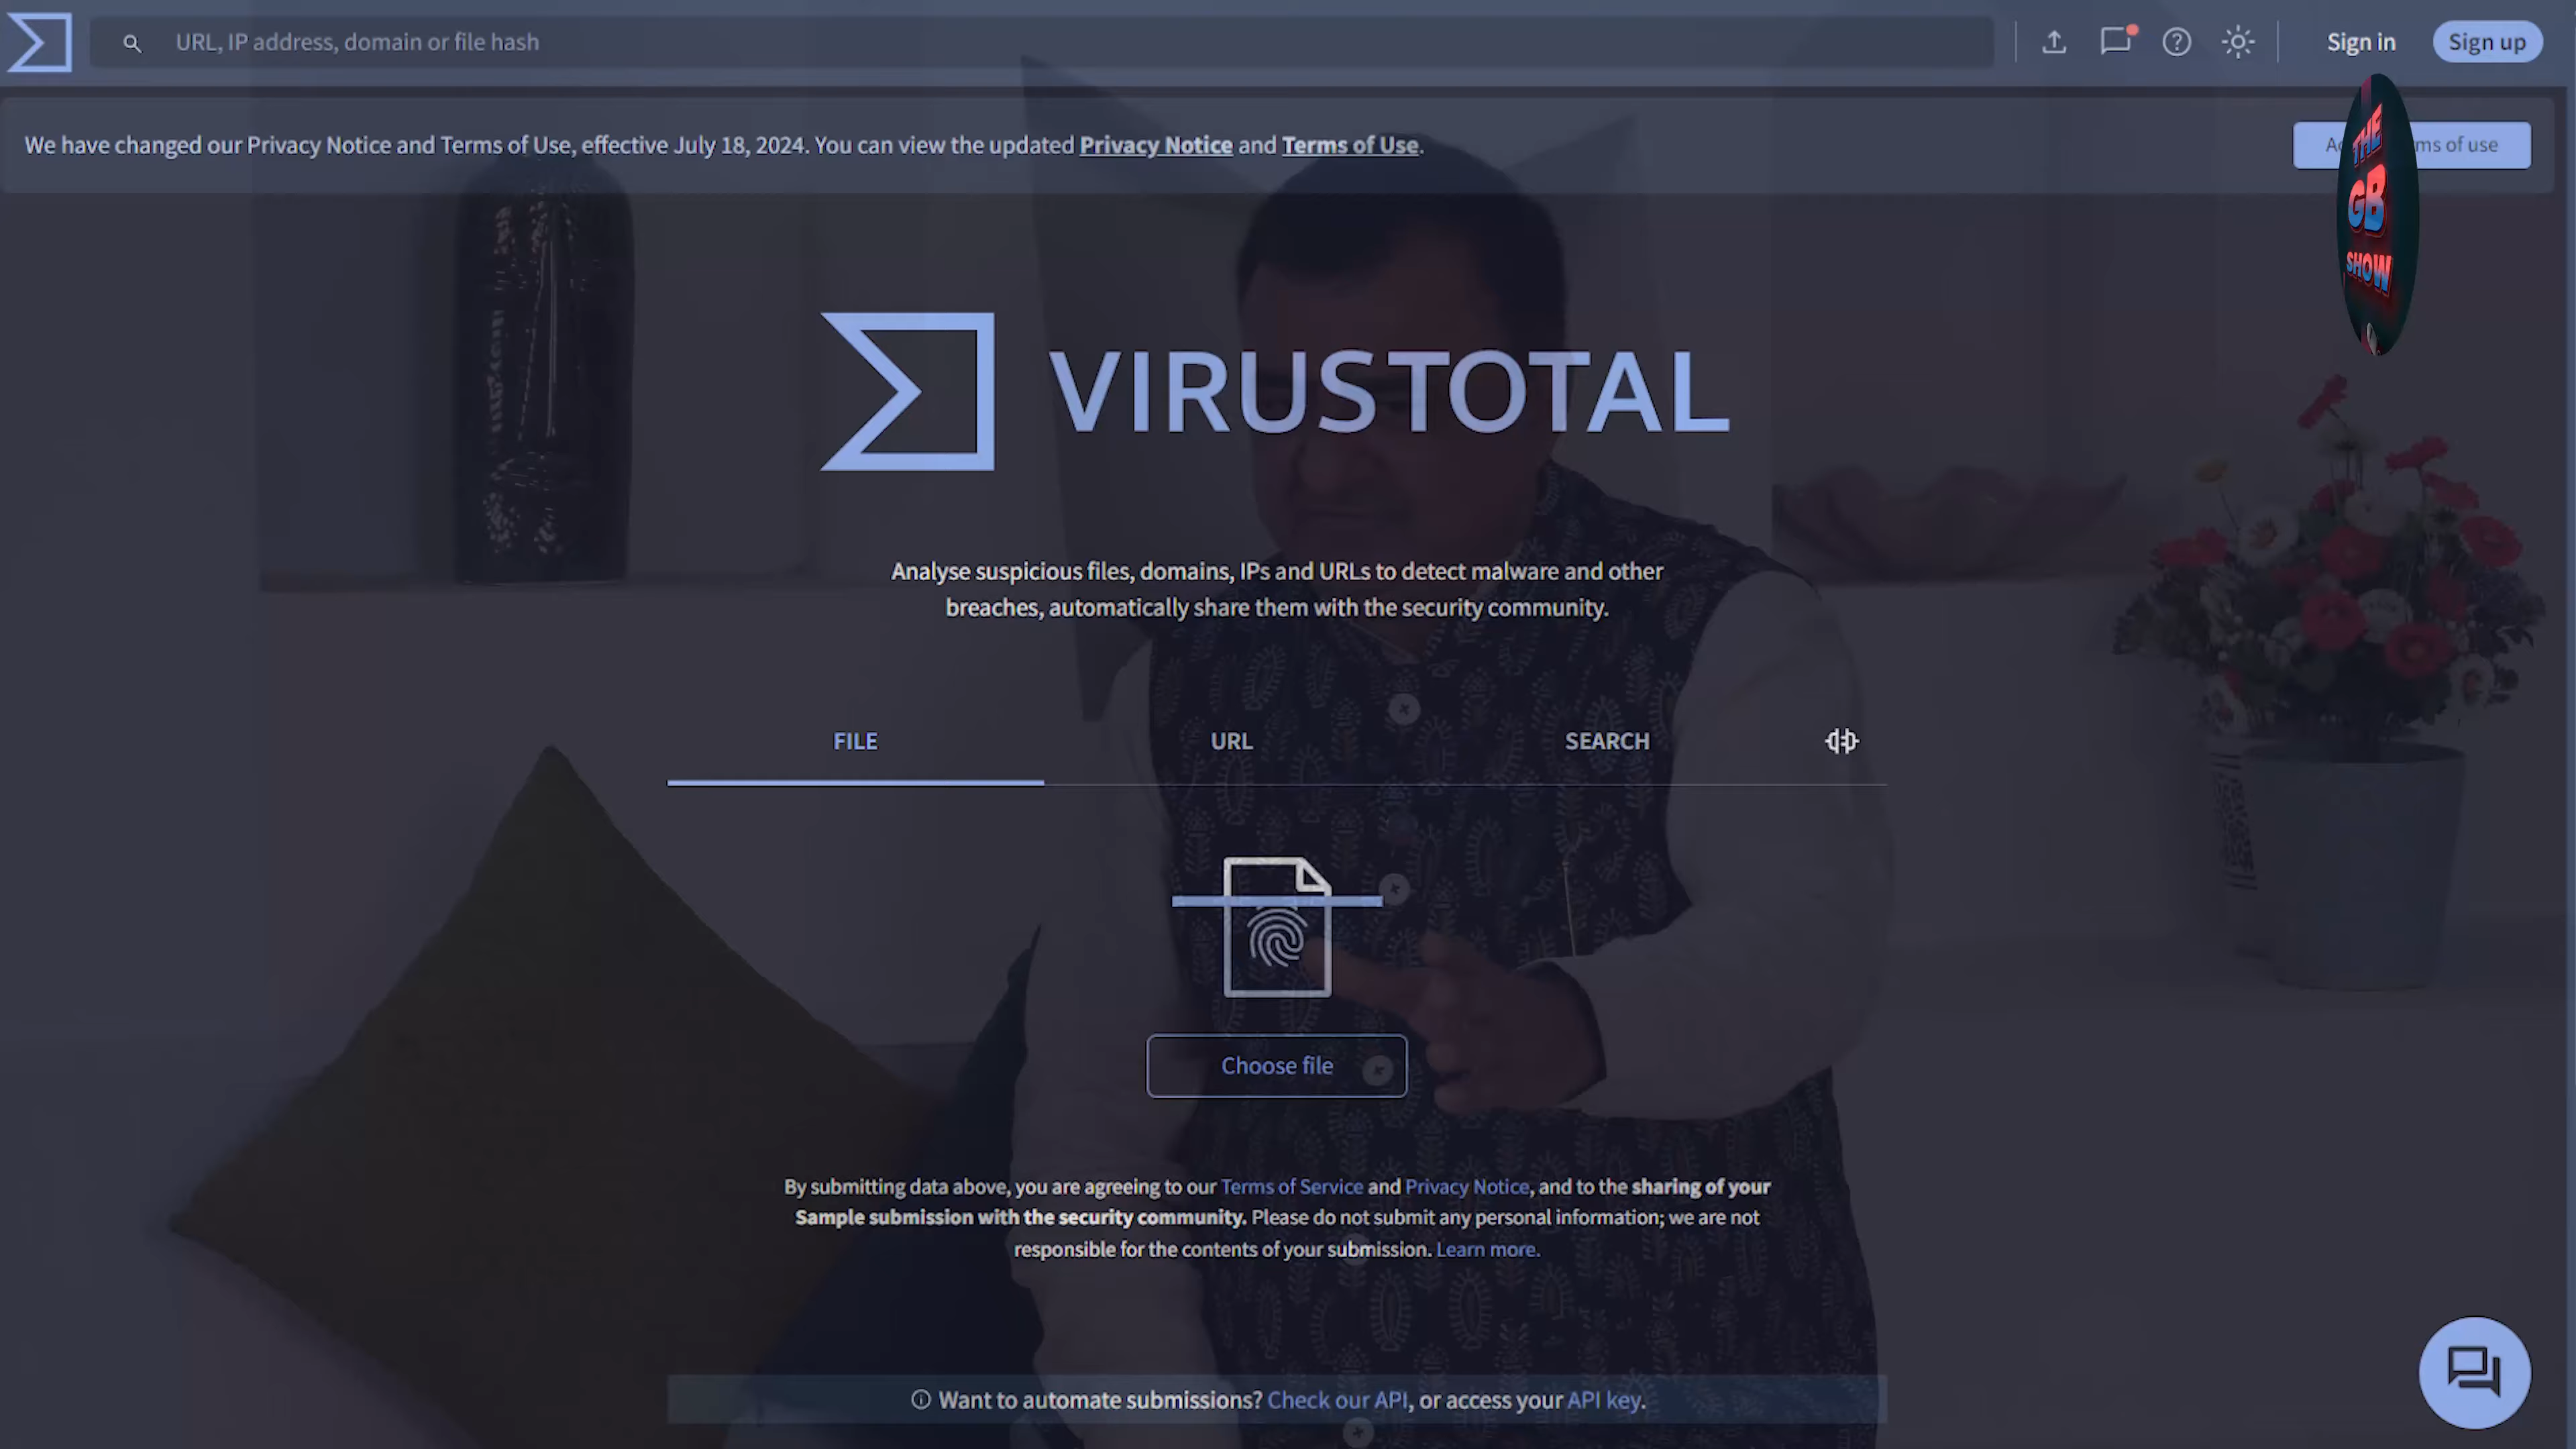 URL, IP address, domain or file hash
Sign in
Sign up
We have changed our Privacy Notice and Terms of Use, effective July 18, 2024. You can view the updated Privacy Notice and Terms of Use.
ms of use
THE
GB
SHOW
VIRUSTOTAL
Analyse suspicious files, domains, IPs and URLs to detect malware and other
breaches, automatically share them with the security community.
FILE
URL
SEARCH
Choose file
By submitting data above, you are agreeing to our Terms of Service and Privacy Notice, and to the sharing of your
Sample submission with the security community. Please do not submit any personal information; we are not
responsible for the contents of your submission. Learn more.
Want to automate submissions? Check our API, or access your API key.